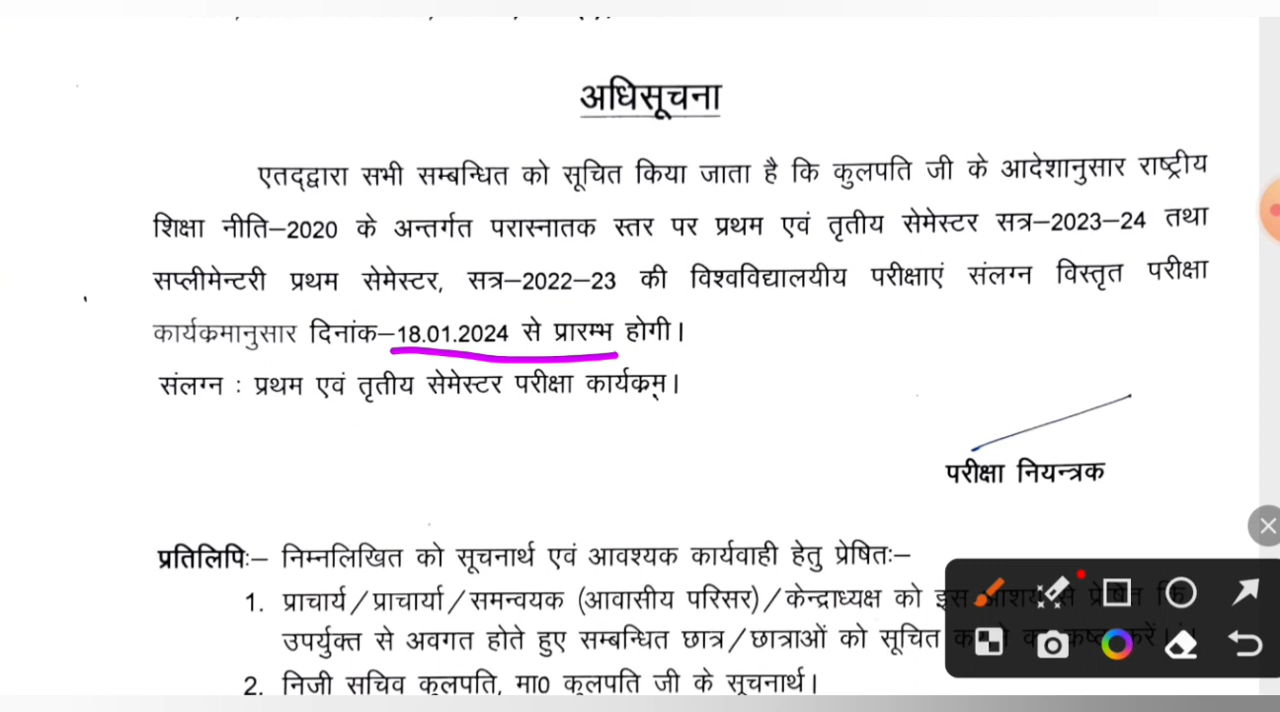 अधिसूचना
एतद्द्वारा सभी सम्बन्धित को सूचित किया जाता है कि कुलपति जी के आदेशानुसार राष्ट्रीय
शिक्षा नीति–2020 के अन्तर्गत परास्नातक स्तर पर प्रथम एवं तृतीय सेमेस्टर सत्र–2023–24 तथा
सप्लीमेन्टरी प्रथम सेमेस्टर, सत्र–2022–23 की विश्वविद्यालयीय परीक्षाएं संलग्न विस्तृत परीक्षा
कार्यक्रमानुसार दिनांक–18.01.2024 से प्रारम्भ होगी।
संलग्न : प्रथम एवं तृतीय सेमेस्टर परीक्षा कार्यक्रम।
परीक्षा नियन्त्रक
प्रतिलिपिः– निम्नलिखित को सूचनार्थ एवं आवश्यक कार्यवाही हेतु प्रेषितः–
1. प्राचार्य/प्राचार्या/समन्वयक (आवासीय परिसर)/केन्द्राध्यक्ष को इस आशय से प्रेषित कि
उपर्युक्त से अवगत होते हुए सम्बन्धित छात्र/छात्राओं को सूचित करें।
2. निजी सचिव कुलपति, मा0 कुलपति जी के सूचनार्थ।